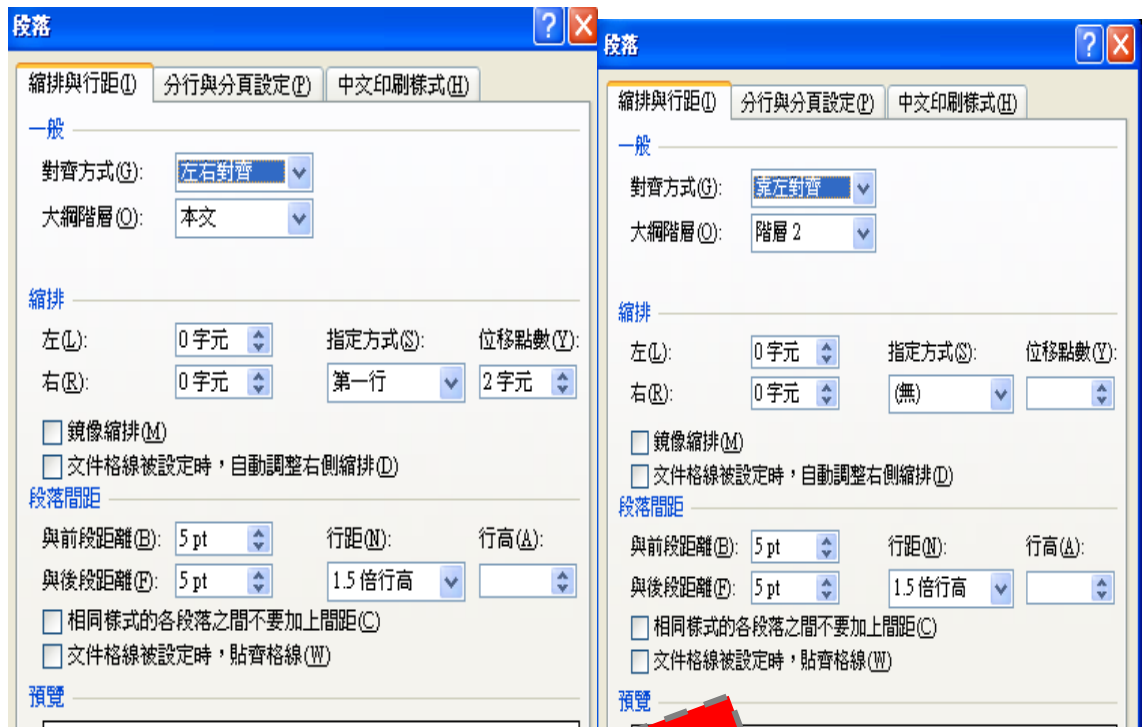 段落
縮排與行距(I) 分行與分頁設定(P) 中文印刷樣式(H)
一般
對齊方式(G): 左右對齊
大綱階層(O): 本文
縮排
左(L): 0 字元 指定方式(S): 位移點數(Y):
右(R): 0 字元 第一行 2 字元
鏡像縮排(M)
文件格線被設定時，自動調整右側縮排(D)
段落間距
與前段距離(B): 5 pt 行距(N): 行高(A):
與後段距離(F): 5 pt 1.5 倍行高
相同樣式的各段落之間不要加上間距(C)
文件格線被設定時，貼齊格線(W)
預覽
段落
縮排與行距(I) 分行與分頁設定(P) 中文印刷樣式(H)
一般
對齊方式(G): 靠左對齊
大綱階層(O): 階層 2
縮排
左(L): 0 字元 指定方式(S): 位移點數(Y):
右(R): 0 字元 (無)
鏡像縮排(M)
文件格線被設定時，自動調整右側縮排(D)
段落間距
與前段距離(B): 5 pt 行距(N): 行高(A):
與後段距離(F): 5 pt 1.5 倍行高
相同樣式的各段落之間不要加上間距(C)
文件格線被設定時，貼齊格線(W)
預覽